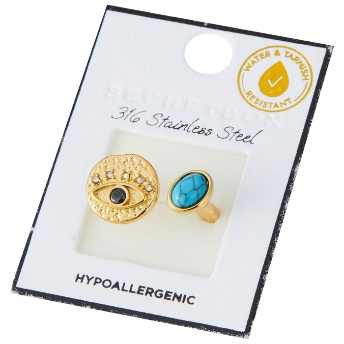 WATER & TARNISH
RESISTANT
SECRETBOX
316 Stainless Steel
HYPOALLERGENIC